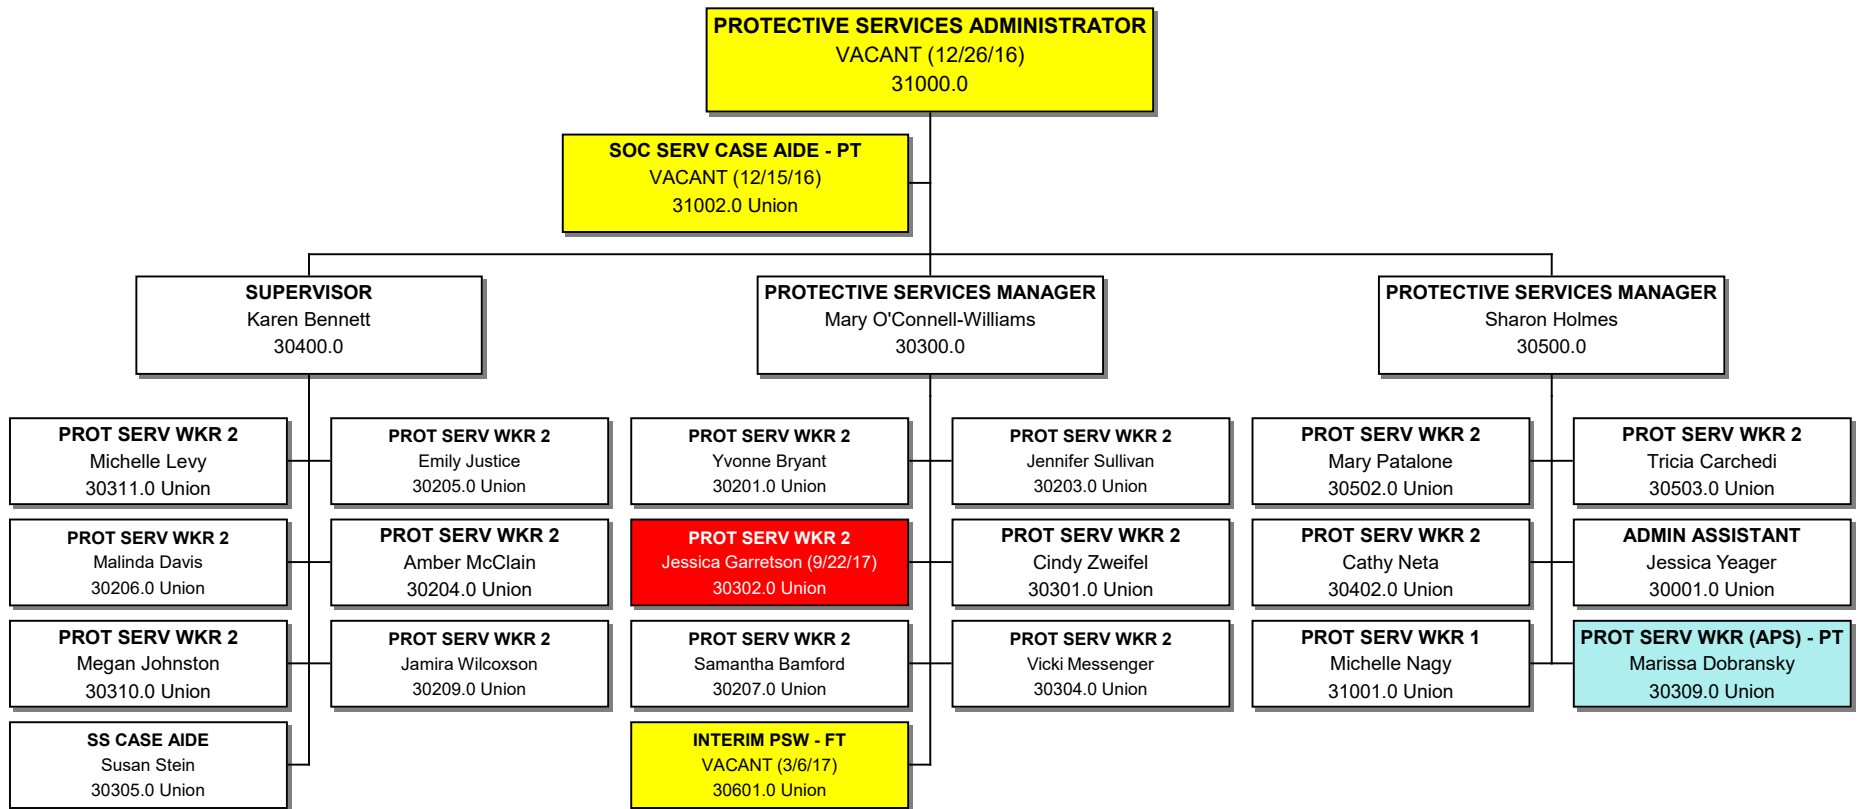 PROTECTIVE SERVICES ADMINISTRATOR
VACANT (12/26/16)
31000.0
SOC SERV CASE AIDE - PT
VACANT (12/15/16)
31002.0 Union
SUPERVISOR
Karen Bennett
30400.0
PROTECTIVE SERVICES MANAGER
Mary O'Connell-Williams
30300.0
PROTECTIVE SERVICES MANAGER
Sharon Holmes
30500.0
PROT SERV WKR 2
Michelle Levy
30311.0 Union
PROT SERV WKR 2
Emily Justice
30205.0 Union
PROT SERV WKR 2
Yvonne Bryant
30201.0 Union
PROT SERV WKR 2
Jennifer Sullivan
30203.0 Union
PROT SERV WKR 2
Mary Patalone
30502.0 Union
PROT SERV WKR 2
Tricia Carchedi
30503.0 Union
PROT SERV WKR 2
Malinda Davis
30206.0 Union
PROT SERV WKR 2
Amber McClain
30204.0 Union
PROT SERV WKR 2
Jessica Garretson (9/22/17)
30302.0 Union
PROT SERV WKR 2
Cindy Zweifel
30301.0 Union
PROT SERV WKR 2
Cathy Neta
30402.0 Union
ADMIN ASSISTANT
Jessica Yeager
30001.0 Union
PROT SERV WKR 2
Megan Johnston
30310.0 Union
PROT SERV WKR 2
Jamira Wilcoxson
30209.0 Union
PROT SERV WKR 2
Samantha Bamford
30207.0 Union
PROT SERV WKR 2
Vicki Messenger
30304.0 Union
PROT SERV WKR 1
Michelle Nagy
31001.0 Union
PROT SERV WKR (APS) - PT
Marissa Dobransky
30309.0 Union
SS CASE AIDE
Susan Stein
30305.0 Union
INTERIM PSW - FT
VACANT (3/6/17)
30601.0 Union